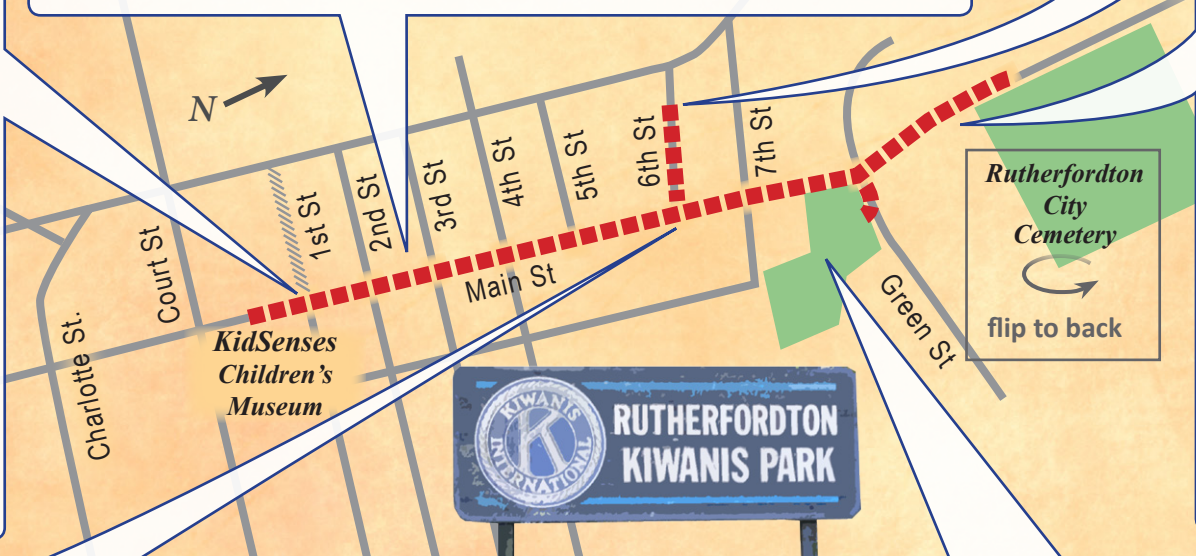 N
Charlotte St.
Court St
1st St
2nd St
3rd St
4th St
5th St
6th St
7th St
Main St
Green St
KidSenses
Children's
Museum
Rutherfordton
City
Cemetery
flip to back
KIWANIS
K
INTERNATIONAL
RUTHERFORDTON
KIWANIS PARK